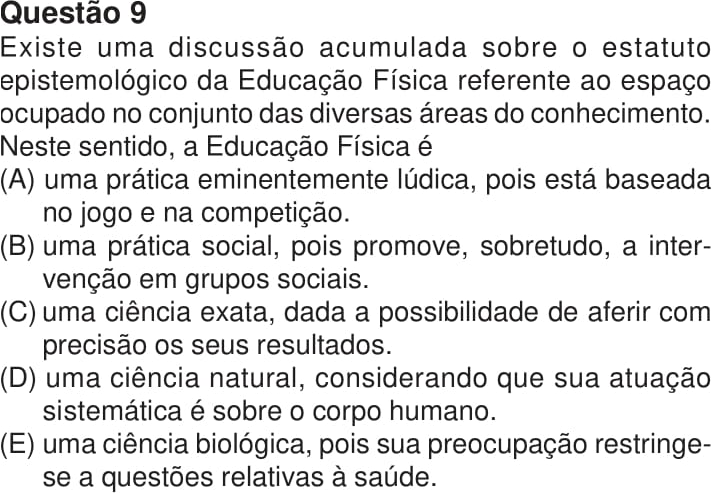 Questão 9
Existe uma discussão acumulada sobre o estatuto
epistemológico da Educação Física referente ao espaço
ocupado no conjunto das diversas áreas do conhecimento.
Neste sentido, a Educação Física é
(A) uma prática eminentemente lúdica, pois está baseada
no jogo e na competição.
(B) uma prática social, pois promove, sobretudo, a inter-
venção em grupos sociais.
(C) uma ciência exata, dada a possibilidade de aferir com
precisão os seus resultados.
(D) uma ciência natural, considerando que sua atuação
sistemática é sobre o corpo humano.
(E) uma ciência biológica, pois sua preocupação restringe-
se a questões relativas à saúde.